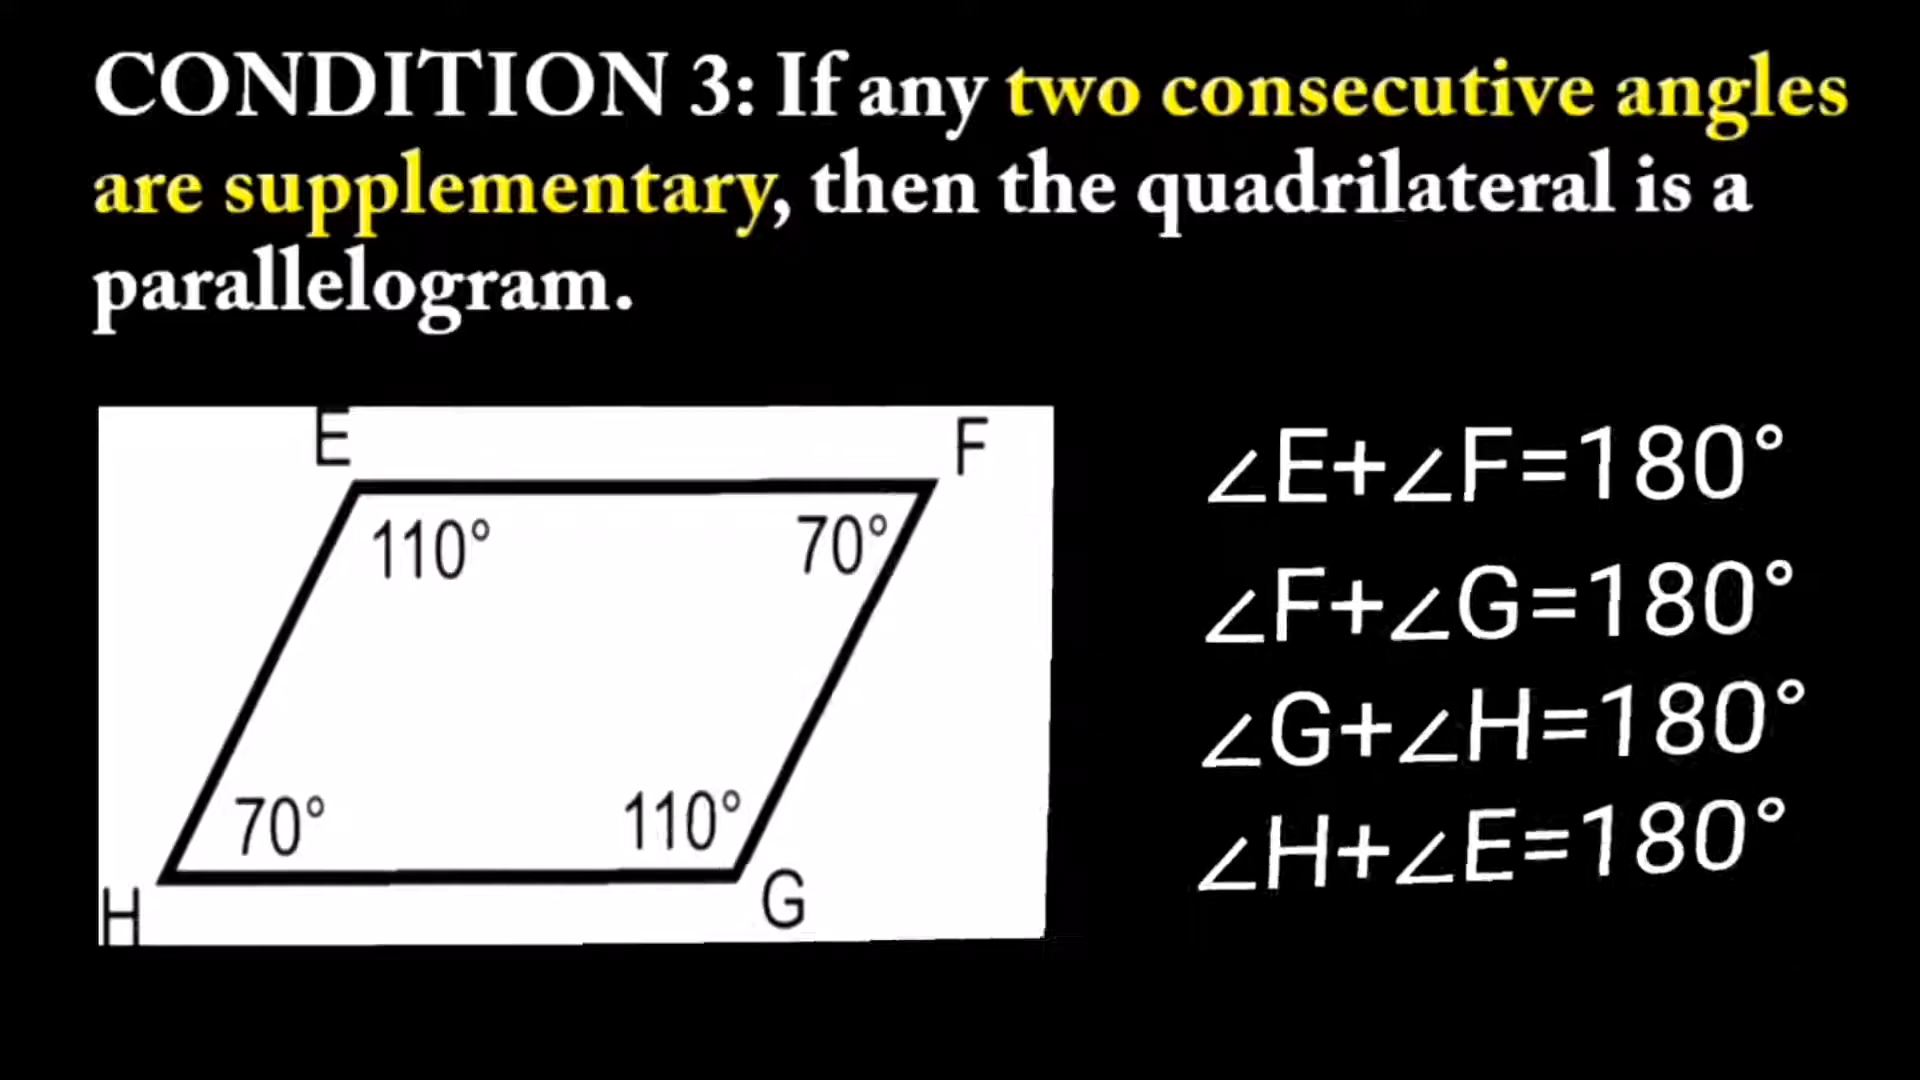 CONDITION 3: If any two consecutive angles
are supplementary, then the quadrilateral is a
parallelogram.
E
F
110°
70°
70°
110°
H
G
∠E+∠F=180°
∠F+∠G=180°
∠G+∠H=180°
∠H+∠E=180°